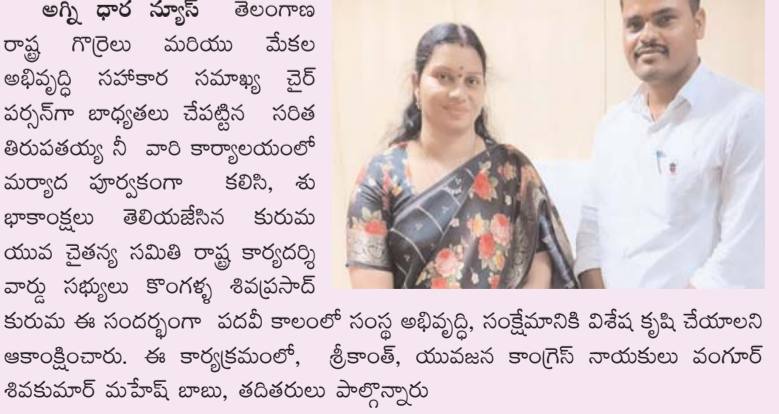 అగ్ని ధార న్యూస్ తెలంగాణ
రాష్ట్ర గొర్రెలు మరియు మేకల
అభివృద్ధి సహకార సమాఖ్య చైర్
పర్సన్‌గా బాధ్యతలు చేపట్టిన సరిత
తిరుపతయ్య నీ వారి కార్యాలయంలో
మర్యాద పూర్వకంగా కలిసి, శు
భాకాంక్షలు తెలియజేసిన కురుమ
యువ చైతన్య సమితి రాష్ట్ర కార్యదర్శి
వార్డు సభ్యులు కొంగళ్ళ శివప్రసాద్
కురుమ ఈ సందర్భంగా పదవీ కాలంలో సంస్థ అభివృద్ధి, సంక్షేమానికి విశేష కృషి చేయాలని
ఆకాంక్షించారు. ఈ కార్యక్రమంలో, శ్రీకాంత్, యువజన కాంగ్రెస్ నాయకులు వంగూర్
శివకుమార్ మహేష్ బాబు, తదితరులు పాల్గొన్నారు